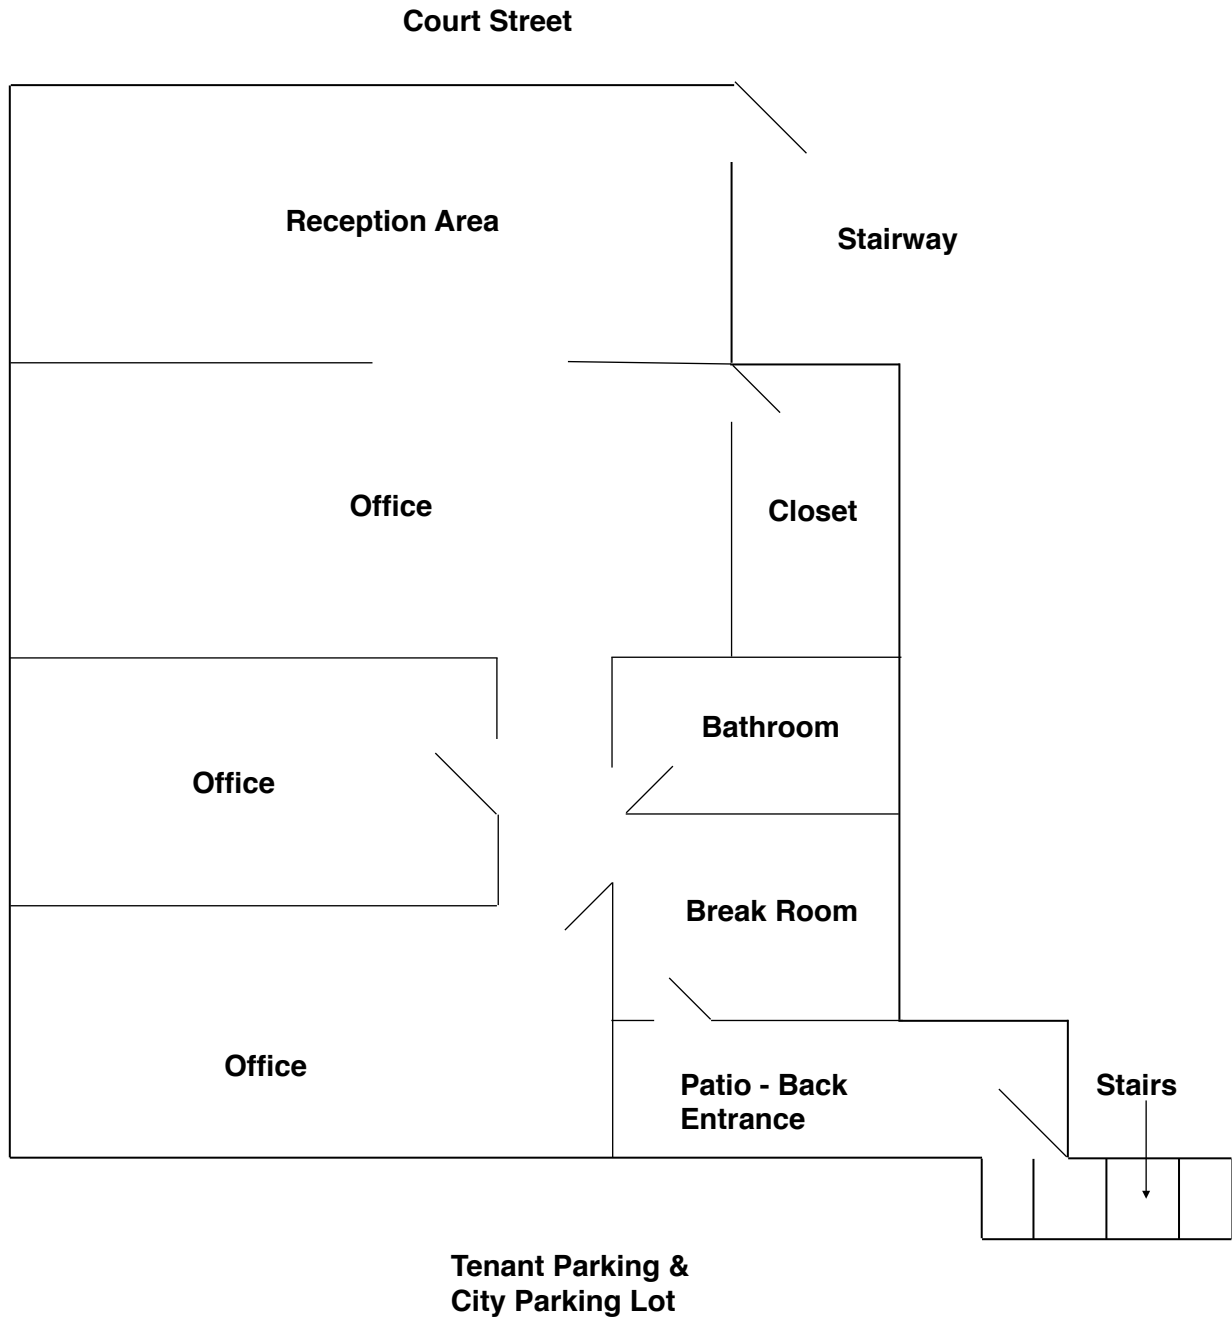 Court Street
Reception Area
Stairway
Office
Closet
Bathroom
Office
Break Room
Office
Patio - Back
Entrance
Stairs
Tenant Parking &
City Parking Lot